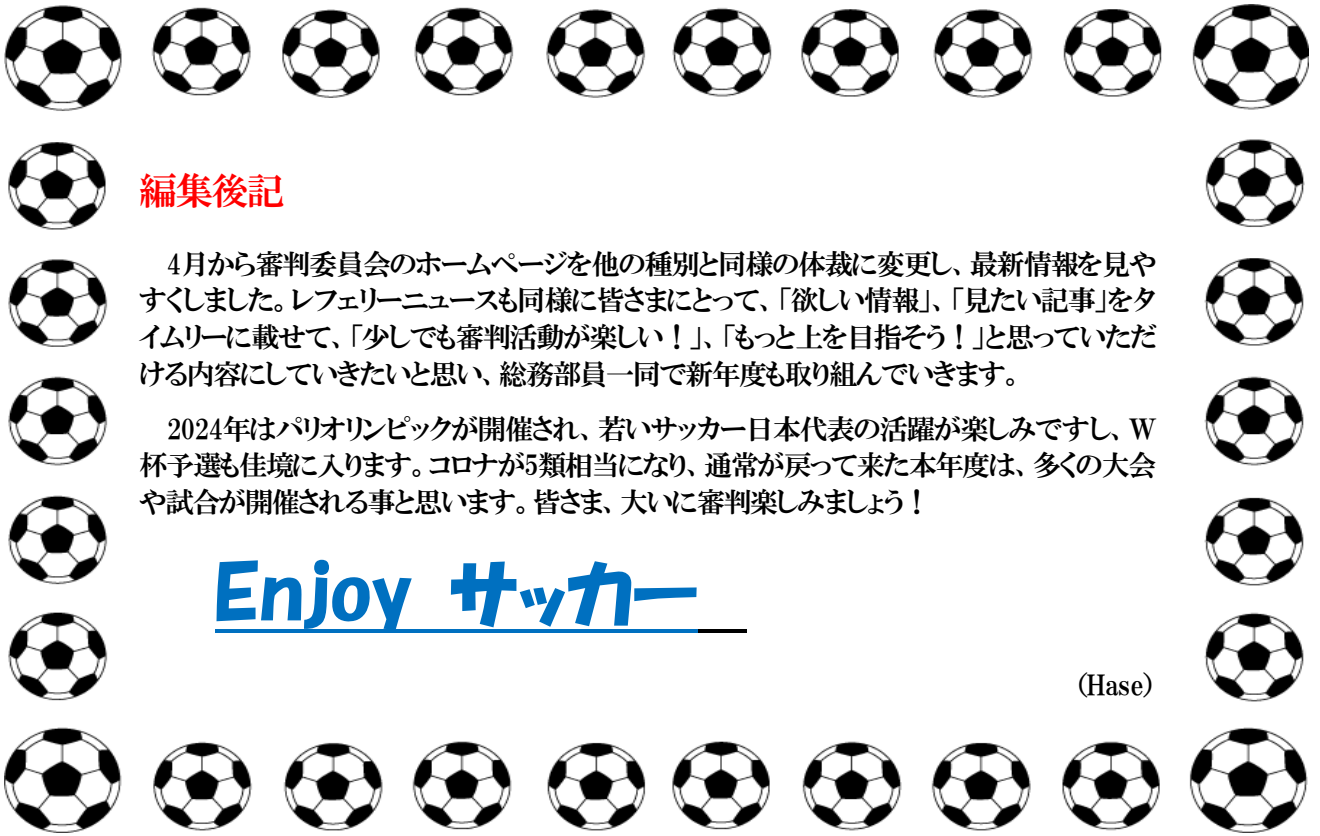 編集後記
　4月から審判委員会のホームページを他の種別と同様の体裁に変更し、最新情報を見や
すくしました。レフェリーニュースも同様に皆さまにとって、「欲しい情報」、「見たい記事」をタ
イムリーに載せて、「少しでも審判活動が楽しい！」、「もっと上を目指そう！」と思っていただ
ける内容にしていきたいと思い、総務部員一同で新年度も取り組んでいきます。
　2024年はパリオリンピックが開催され、若いサッカー日本代表の活躍が楽しみですし、W
杯予選も佳境に入ります。コロナが5類相当になり、通常が戻って来た本年度は、多くの大会
や試合が開催される事と思います。皆さま、大いに審判楽しみましょう！
Enjoy サッカー
（Hase）